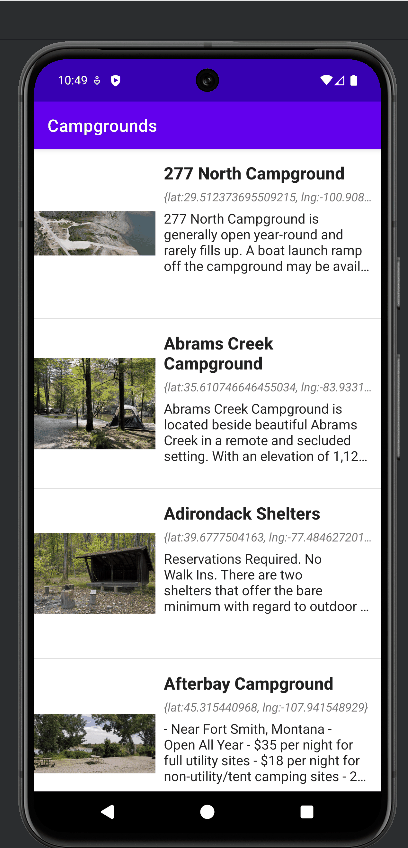 10:49
Campgrounds
277 North Campground
{lat:29.512373695509215, lng:-100.908...
277 North Campground is
generally open year-round and
rarely fills up. A boat launch ramp
off the campground may be avail...
Abrams Creek
Campground
{lat:35.610746646455034, lng:-83.9331...
Abrams Creek Campground is
located beside beautiful Abrams
Creek in a remote and secluded
setting. With an elevation of 1,12...
Adirondack Shelters
{lat:39.6777504163, lng:-77.484627201...
Reservations Required. No
Walk Ins. There are two
shelters that offer the bare
minimum with regard to outdoor ...
Afterbay Campground
{lat:45.315440968, lng:-107.941548929}
- Near Fort Smith, Montana -
Open All Year - $35 per night for
full utility sites - $18 per night for
non-utility/tent camping sites - 2...